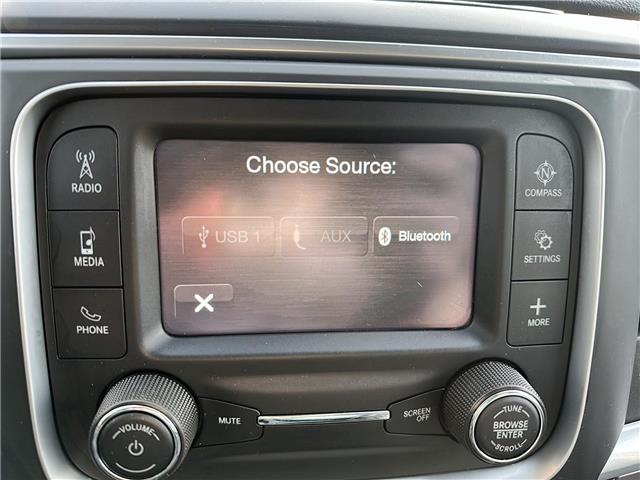 Choose Source:
USB 1
AUX
Bluetooth
RADIO
MEDIA
PHONE
N
COMPASS
SETTINGS
MORE
VOLUME
MUTE
SCREEN
OFF
TUNE
BROWSE
ENTER
SCROLL